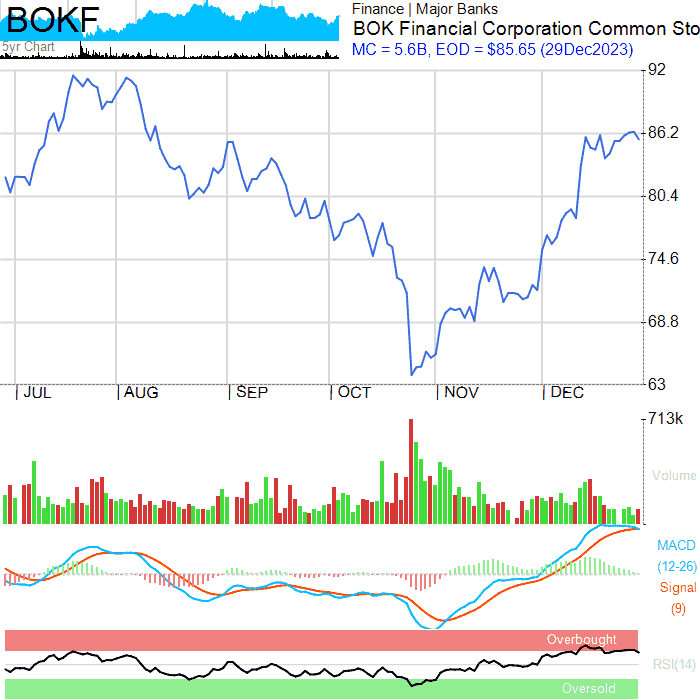 BOKF
5yr Chart
Finance | Major Banks
BOK Financial Corporation Common Sto
MC = 5.6B, EOD = $85.65 (29Dec2023)
92
86.2
80.4
74.6
68.8
63
JUL
AUG
SEP
OCT
NOV
DEC
713k
Volume
MACD
(12-26)
Signal
(9)
Overbought
RSI(14)
Oversold